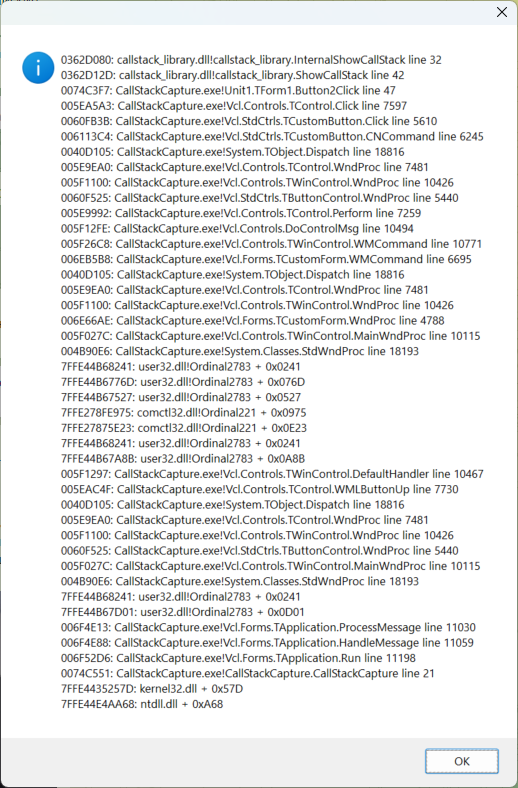 0362D080: callstack_library.dll!callstack_library.InternalShowCallStack line 32
0362D12D: callstack_library.dll!callstack_library.ShowCallStack line 42
0074C3F7: CallStackCapture.exe!Unit1.TForm1.Button2Click line 47
005EA5A3: CallStackCapture.exe!Vcl.Controls.TControl.Click line 7597
0060FB3B: CallStackCapture.exe!Vcl.StdCtrls.TCustomButton.Click line 5610
006113C4: CallStackCapture.exe!Vcl.StdCtrls.TCustomButton.CNCommand line 6245
0040D105: CallStackCapture.exe!System.TObject.Dispatch line 18816
005E9EA0: CallStackCapture.exe!Vcl.Controls.TControl.WndProc line 7481
005F1100: CallStackCapture.exe!Vcl.Controls.TWinControl.WndProc line 10426
0060F525: CallStackCapture.exe!Vcl.StdCtrls.TButtonControl.WndProc line 5440
005E9992: CallStackCapture.exe!Vcl.Controls.TControl.Perform line 7259
005F12FE: CallStackCapture.exe!Vcl.Controls.DoControlMsg line 10494
005F26C8: CallStackCapture.exe!Vcl.Controls.TWinControl.WMCommand line 10771
006EB5B8: CallStackCapture.exe!Vcl.Forms.TCustomForm.WMCommand line 6695
0040D105: CallStackCapture.exe!System.TObject.Dispatch line 18816
005E9EA0: CallStackCapture.exe!Vcl.Controls.TControl.WndProc line 7481
005F1100: CallStackCapture.exe!Vcl.Controls.TWinControl.WndProc line 10426
006E66AE: CallStackCapture.exe!Vcl.Forms.TCustomForm.WndProc line 4788
005F027C: CallStackCapture.exe!Vcl.Controls.TWinControl.MainWndProc line 10115
004B90E6: CallStackCapture.exe!System.Classes.StdWndProc line 18193
7FFE44B68241: user32.dll!Ordinal2783 + 0x0241
7FFE44B6776D: user32.dll!Ordinal2783 + 0x076D
7FFE44B67527: user32.dll!Ordinal2783 + 0x0527
7FFE278FE975: comctl32.dll!Ordinal221 + 0x0975
7FFE27875E23: comctl32.dll!Ordinal221 + 0x0E23
7FFE44B68241: user32.dll!Ordinal2783 + 0x0241
7FFE44B67A8B: user32.dll!Ordinal2783 + 0x0A8B
005F1297: CallStackCapture.exe!Vcl.Controls.TWinControl.DefaultHandler line 10467
005EAC4F: CallStackCapture.exe!Vcl.Controls.TControl.WMLButtonUp line 7730
0040D105: CallStackCapture.exe!System.TObject.Dispatch line 18816
005E9EA0: CallStackCapture.exe!Vcl.Controls.TControl.WndProc line 7481
005F1100: CallStackCapture.exe!Vcl.Controls.TWinControl.WndProc line 10426
0060F525: CallStackCapture.exe!Vcl.StdCtrls.TButtonControl.WndProc line 5440
005F027C: CallStackCapture.exe!Vcl.Controls.TWinControl.MainWndProc line 10115
004B90E6: CallStackCapture.exe!System.Classes.StdWndProc line 18193
7FFE44B68241: user32.dll!Ordinal2783 + 0x0241
7FFE44B67D01: user32.dll!Ordinal2783 + 0x0D01
006F4E13: CallStackCapture.exe!Vcl.Forms.TApplication.ProcessMessage line 11030
006F4E88: CallStackCapture.exe!Vcl.Forms.TApplication.HandleMessage line 11059
006F52D6: CallStackCapture.exe!Vcl.Forms.TApplication.Run line 11198
0074C551: CallStackCapture.exe!CallStackCapture.CallStackCapture line 21
7FFE4435257D: kernel32.dll + 0x57D
7FFE44E4AA68: ntdll.dll + 0xA68
OK